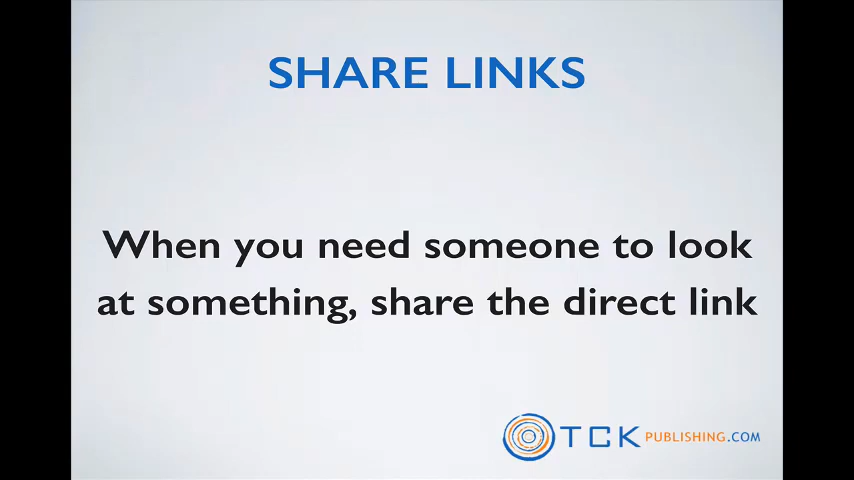 SHARE LINKS
When you need someone to look
at something, share the direct link
TCK PUBLISHING.COM